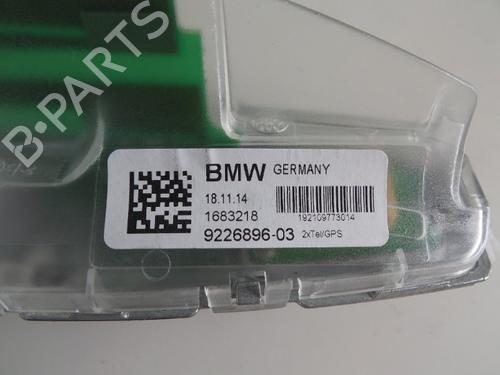 B-PARTS
BMW GERMANY
18.11.14
1683218
192109773014
9226896-03 2xTel/GPS